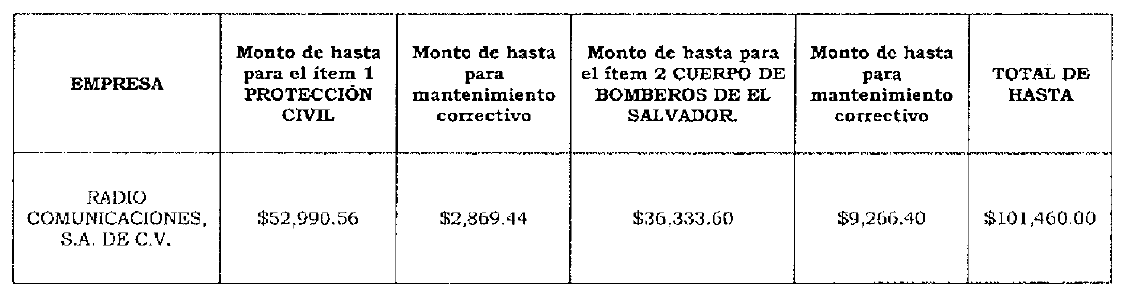 EMPRESA
Monto de hasta
para el ítem 1
PROTECCIÓN
CIVIL
Monto de hasta
para
mantenimiento
correctivo
Monto de hasta para
el ítem 2 CUERPO DE
BOMBEROS DE EL
SALVADOR.
Monto de hasta
para
mantenimiento
correctivo
TOTAL DE
HASTA
RADIO
COMUNICACIONES,
S.A. DE C.V.
$52,990.56
$2,869.44
$36,333.60
$9,266.40
$101,460.00